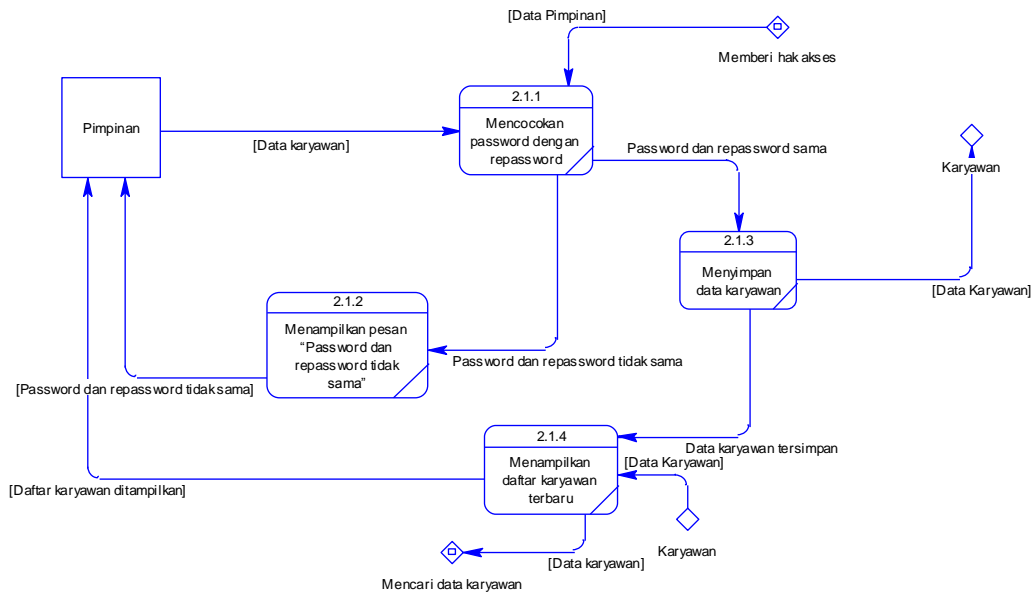 [Data Pimpinan]
Memberi hak akses
2.1.1
Mencocokan
password dengan
repassword
Pimpinan
[Data karyawan]
Password dan repassword sama
Karyawan
2.1.3
Menyimpan
data karyawan
[Data Karyawan]
2.1.2
Menampilkan pesan
“Password dan
repassword tidak
sama”
Password dan repassword tidak sama
[Password dan repassword tidak sama]
2.1.4
Menampilkan
daftar karyawan
terbaru
Data karyawan tersimpan
[Data Karyawan]
[Daftar karyawan ditampilkan]
Karyawan
[Data karyawan]
Mencari data karyawan